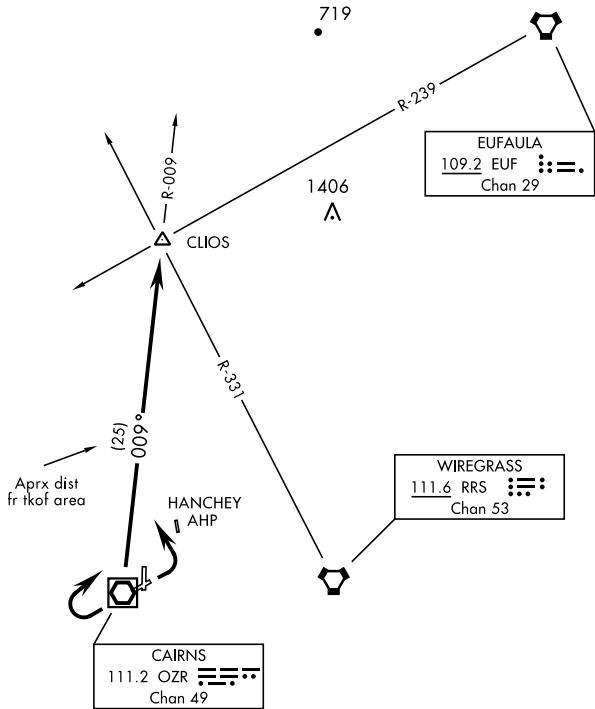 719
R-239
EUFAULA
109.2 EUF
Chan 29
R-009
1406
CLIOS
R-331
(25)
009°
Aprx dist
fr tkof area
HANCHEY
AHP
WIREGRASS
111.6 RRS
Chan 53
CAIRNS
111.2 OZR
Chan 49